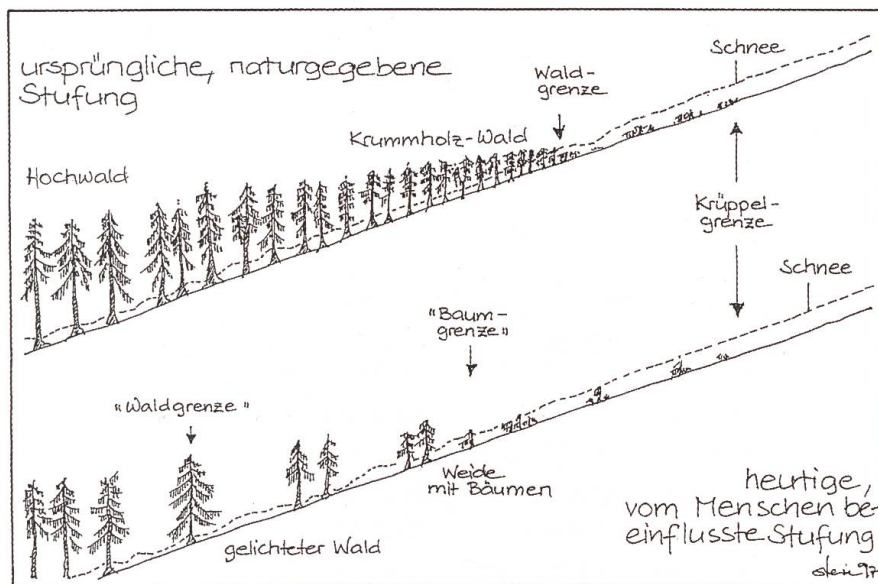 ursprüngliche, naturgegebene
Stufung
Schnee
Wald-
grenze
Krummholz-Wald
Hochwald
Krüppel-
grenze
Schnee
"Baum-
grenze"
"Waldgrenze"
Weide
mit Bäumen
gelichteter Wald
heutige,
vom Menschen be-
einflusste Stufung